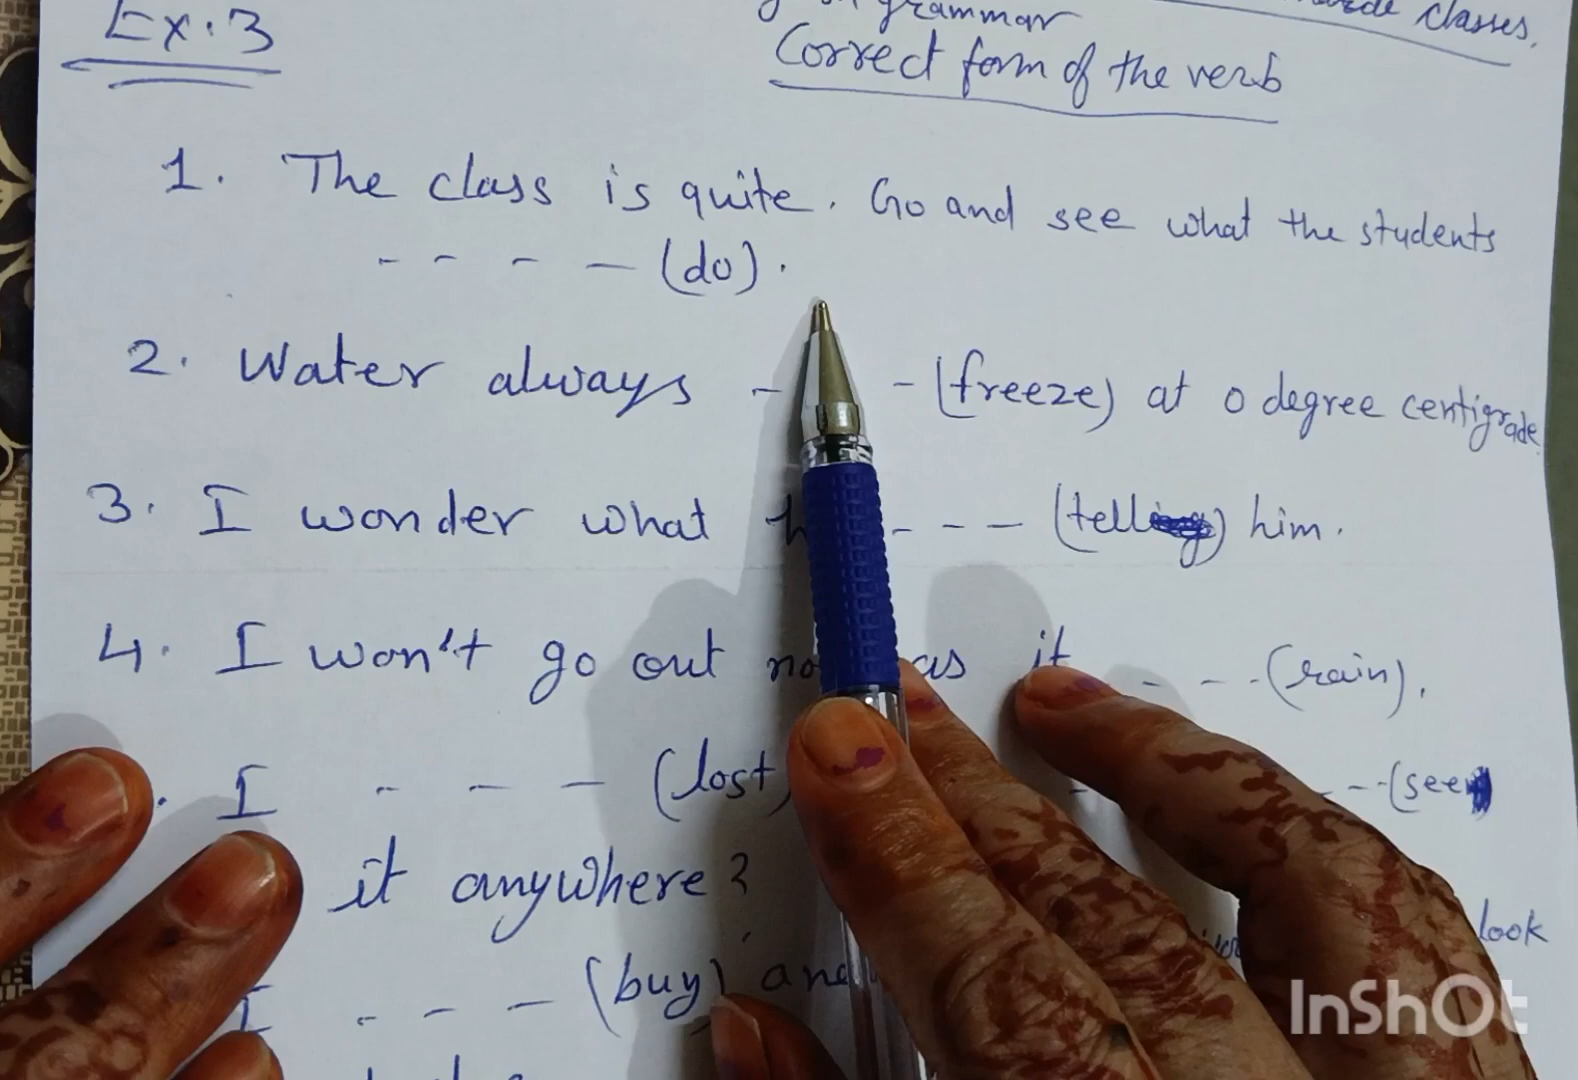 Ex. 3
grammar
classes.
Correct form of the verb
1. The class is quite. Go and see what the students
- - - - (do).
2. Water always - - (freeze) at 0 degree centigrade
3. I wonder what - - - (tell) him.
4. I won't go out as it - - - (rain).
. I - - - (lost) - - - (see
it anywhere?
look
I - - - (buy) and
InShOt